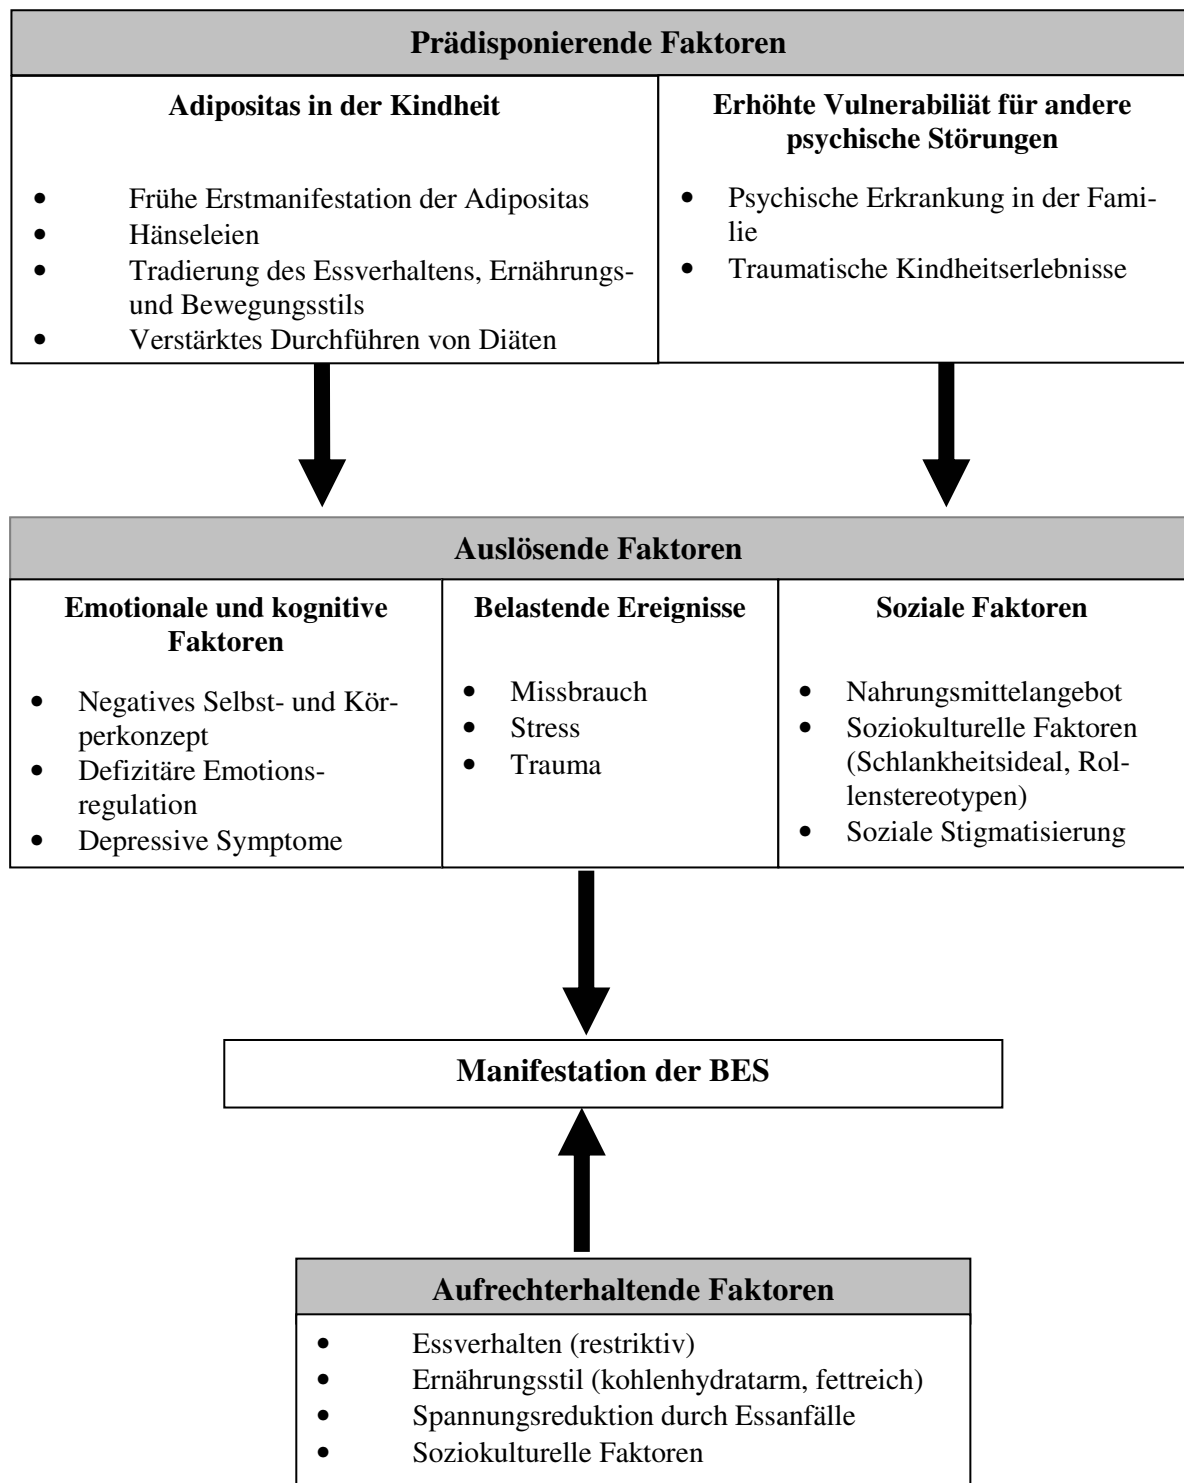 Prädisponierende Faktoren
Adipositas in der Kindheit
• Frühe Erstmanifestation der Adipositas
• Hänseleien
• Tradierung des Essverhaltens, Ernährungs-
und Bewegungsstils
• Verstärktes Durchführen von Diäten
Erhöhte Vulnerabiliät für andere
psychische Störungen
• Psychische Erkrankung in der Fami-
lie
• Traumatische Kindheitserlebnisse
Auslösende Faktoren
Emotionale und kognitive
Faktoren
• Negatives Selbst- und Kör-
perkonzept
• Defizitäre Emotions-
regulation
• Depressive Symptome
Belastende Ereignisse
• Missbrauch
• Stress
• Trauma
Soziale Faktoren
• Nahrungsmittelangebot
• Soziokulturelle Faktoren
(Schlankheitsideal, Rol-
lenstereotypen)
• Soziale Stigmatisierung
Manifestation der BES
Aufrechterhaltende Faktoren
• Essverhalten (restriktiv)
• Ernährungsstil (kohlenhydratarm, fettreich)
• Spannungsreduktion durch Essanfälle
• Soziokulturelle Faktoren